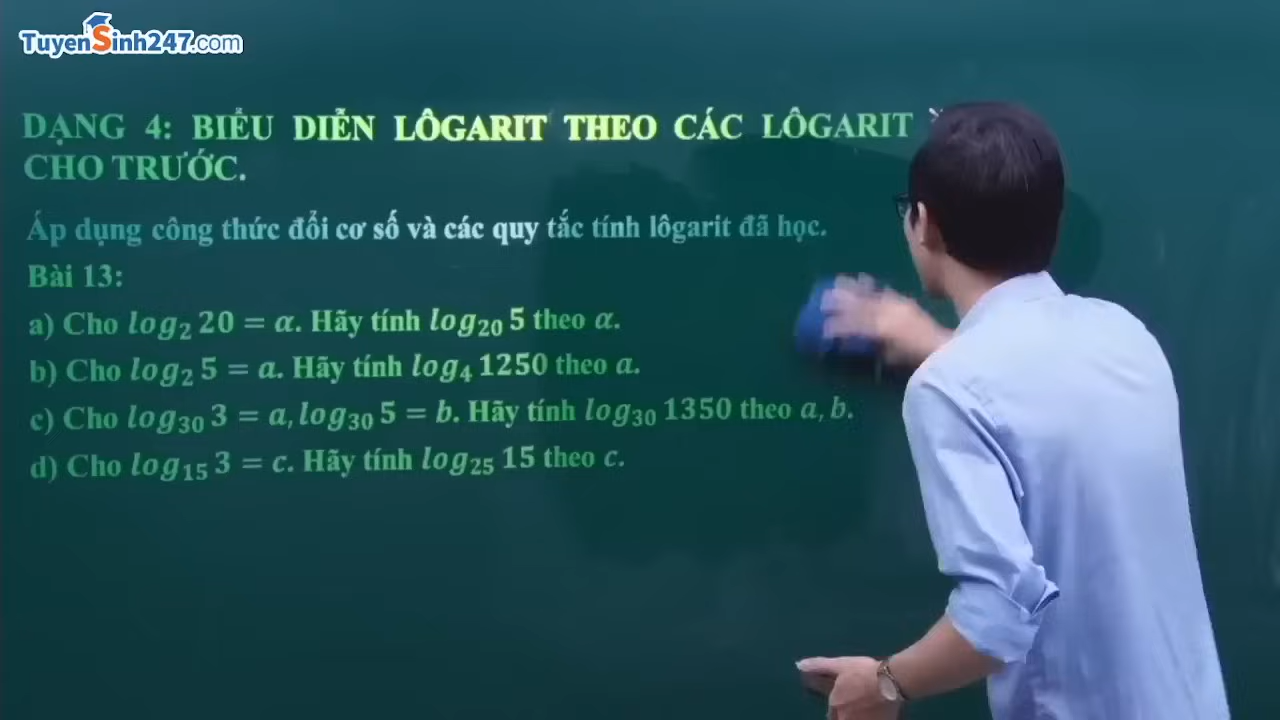 TuyenSinh247.com
DẠNG 4: BIỂU DIỄN LÔGARIT THEO CÁC LÔGARIT
CHO TRƯỚC.
Áp dụng công thức đổi cơ số và các quy tắc tính lôgarit đã học.
Bài 13:
a) Cho log₂ 20 = α. Hãy tính log₂₀ 5 theo α.
b) Cho log₂ 5 = a. Hãy tính log₄ 1250 theo a.
c) Cho log₃₀ 3 = a, log₃₀ 5 = b. Hãy tính log₃₀ 1350 theo a, b.
d) Cho log₁₅ 3 = c. Hãy tính log₂₅ 15 theo c.